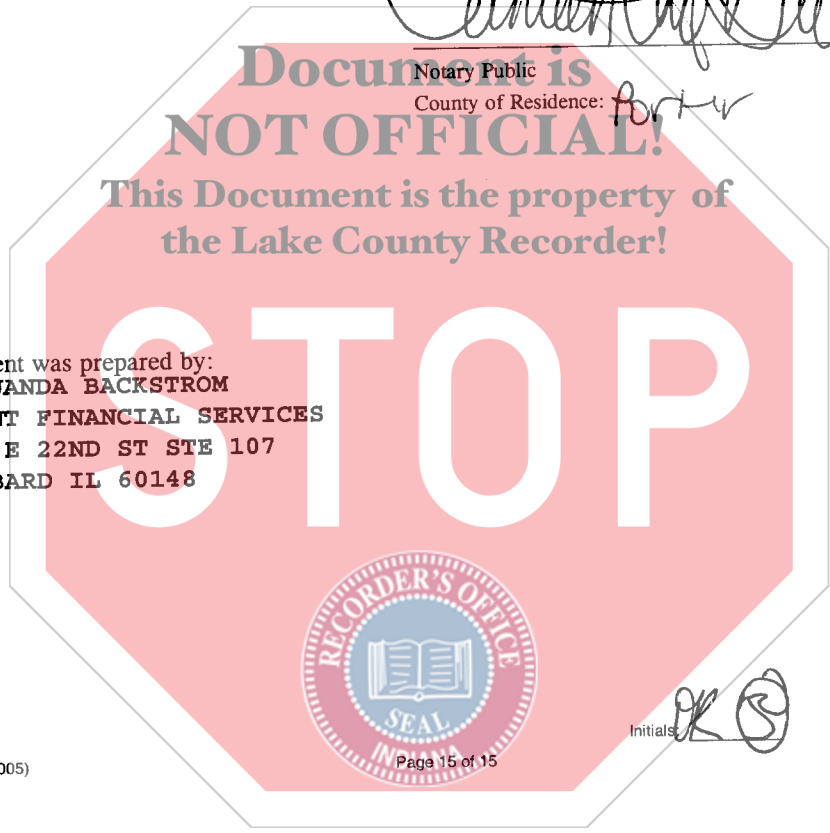 Document is
Notary Public
County of Residence: Porter
NOT OFFICIAL!
This Document is the property of
the Lake County Recorder!
STOP
ent was prepared by:
ANDA BACKSTROM
T FINANCIAL SERVICES
E 22ND ST STE 107
BARD IL 60148
RECORDER'S OFFICE
SEAL
INDIANA
Initials:
Page 15 of 15
005)